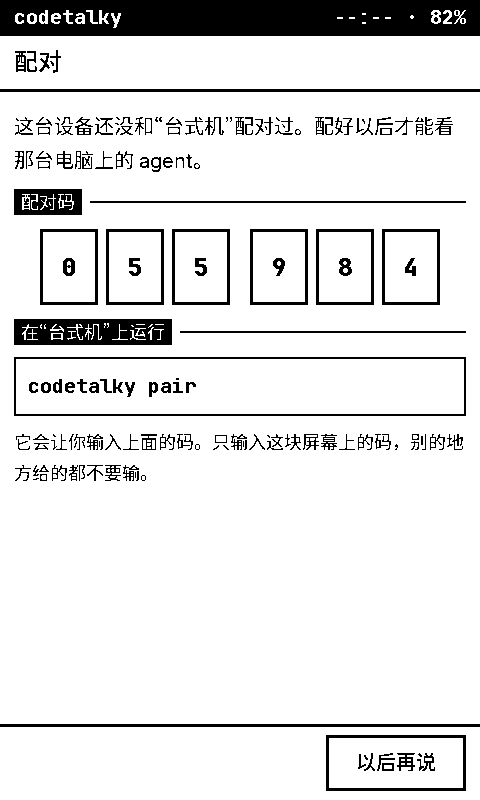 codetalky
--:-- · 82%
配对
这台设备还没和“台式机”配对过。配好以后才能看
那台电脑上的 agent。
配对码
0 5 5 9 8 4
在“台式机”上运行
codetalky pair
它会让你输入上面的码。只输入这块屏幕上的码，别的地
方给的都不要输。
以后再说